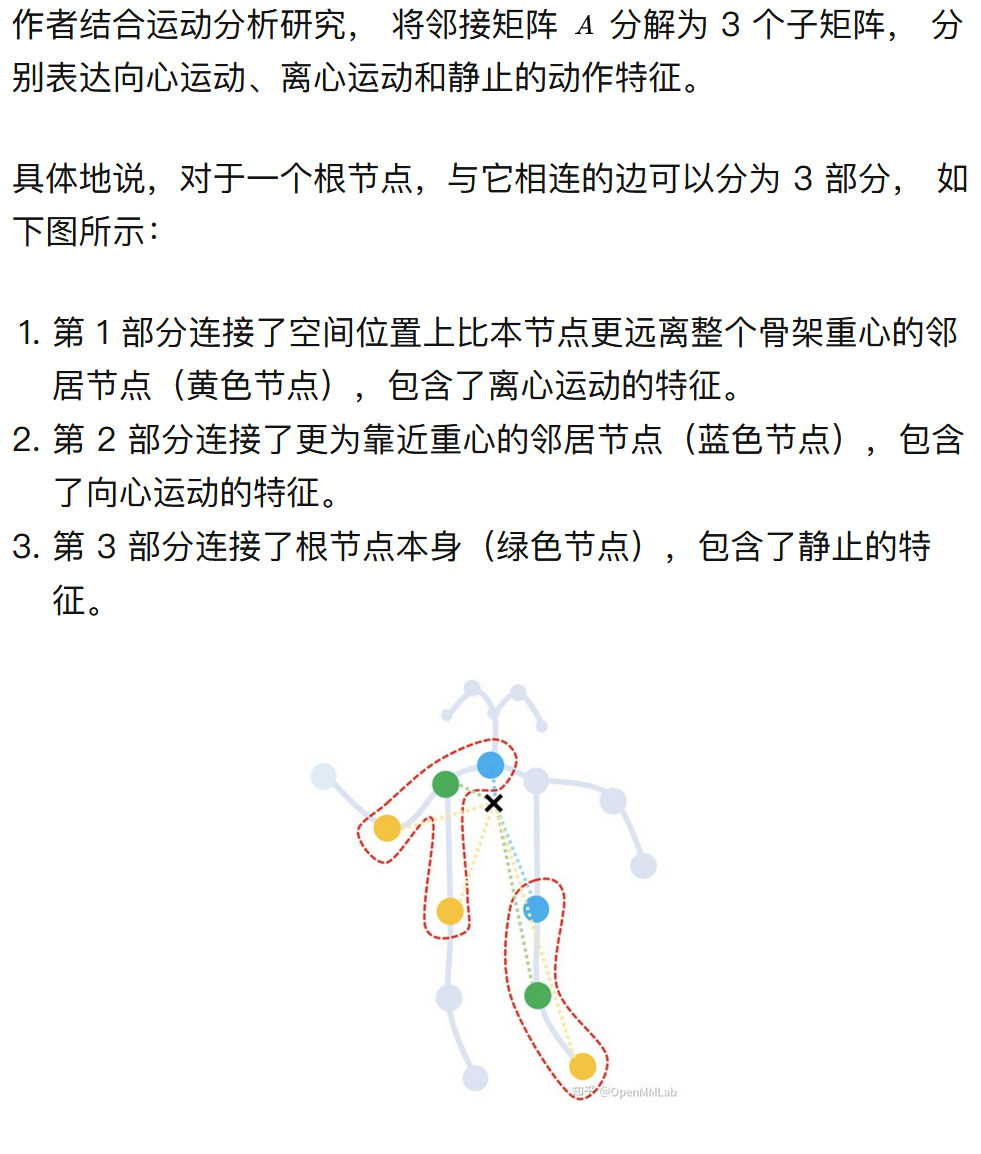 作者结合运动分析研究， 将邻接矩阵 A 分解为 3 个子矩阵， 分
别表达向心运动、离心运动和静止的动作特征。
具体地说，对于一个根节点，与它相连的边可以分为 3 部分， 如
下图所示：
1. 第 1 部分连接了空间位置上比本节点更远离整个骨架重心的邻
居节点（黄色节点），包含了离心运动的特征。
2. 第 2 部分连接了更为靠近重心的邻居节点（蓝色节点），包含
了向心运动的特征。
3. 第 3 部分连接了根节点本身（绿色节点），包含了静止的特
征。
知乎 @OpenMMLab